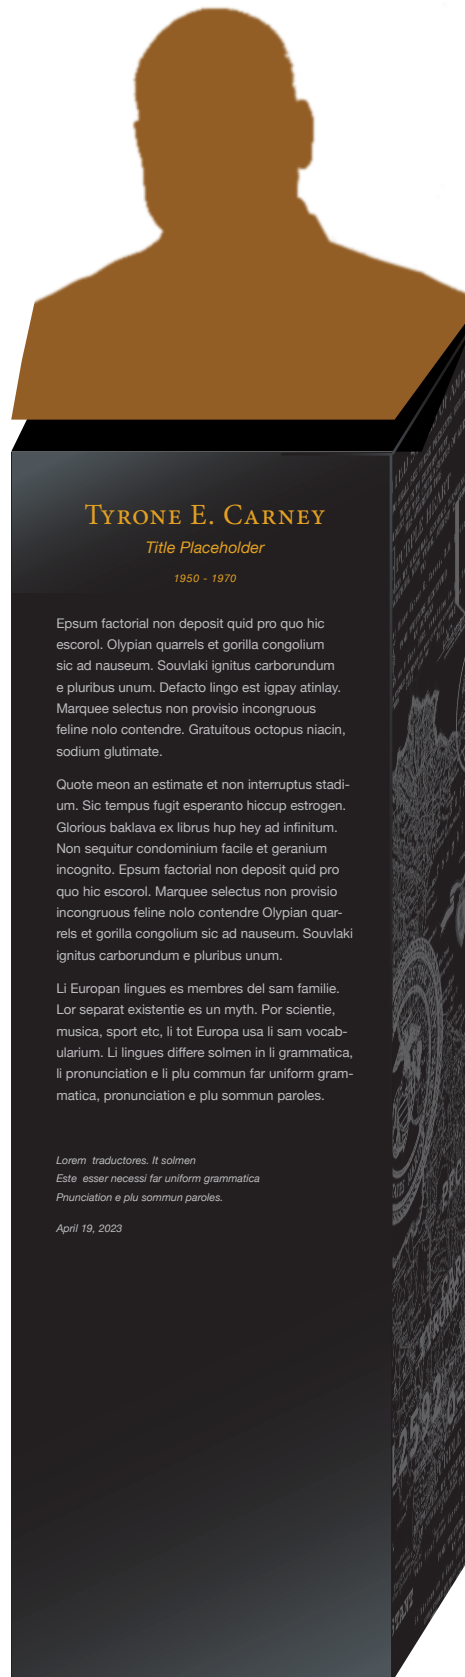 Tyrone E. Carney
Title Placeholder
1950 - 1970
Epsum factorial non deposit quid pro quo hic
escorol. Olypian quarrels et gorilla congolium
sic ad nauseum. Souvlaki ignitus carborundum
e pluribus unum. Defacto lingo est igpay atinlay.
Marquee selectus non provisio incongruous
feline nolo contendre. Gratuitous octopus niacin,
sodium glutimate.
Quote meon an estimate et non interruptus stadi-
um. Sic tempus fugit esperanto hiccup estrogen.
Glorious baklava ex librus hup hey ad infinitum.
Non sequitur condominium facile et geranium
incognito. Epsum factorial non deposit quid pro
quo hic escorol. Marquee selectus non provisio
incongruous feline nolo contendre Olypian quar-
rels et gorilla congolium sic ad nauseum. Souvlaki
ignitus carborundum e pluribus unum.
Li Europan lingues es membres del sam familie.
Lor separat existentie es un myth. Por scientie,
musica, sport etc, li tot Europa usa li sam vocab-
ularium. Li lingues differe solmen in li grammatica,
li pronunciation e li plu commun far uniform gram-
matica, pronunciation e plu sommun paroles.
Lorem traductores. It solmen
Este esser necessi far uniform grammatica
Pnunciation e plu sommun paroles.
April 19, 2023